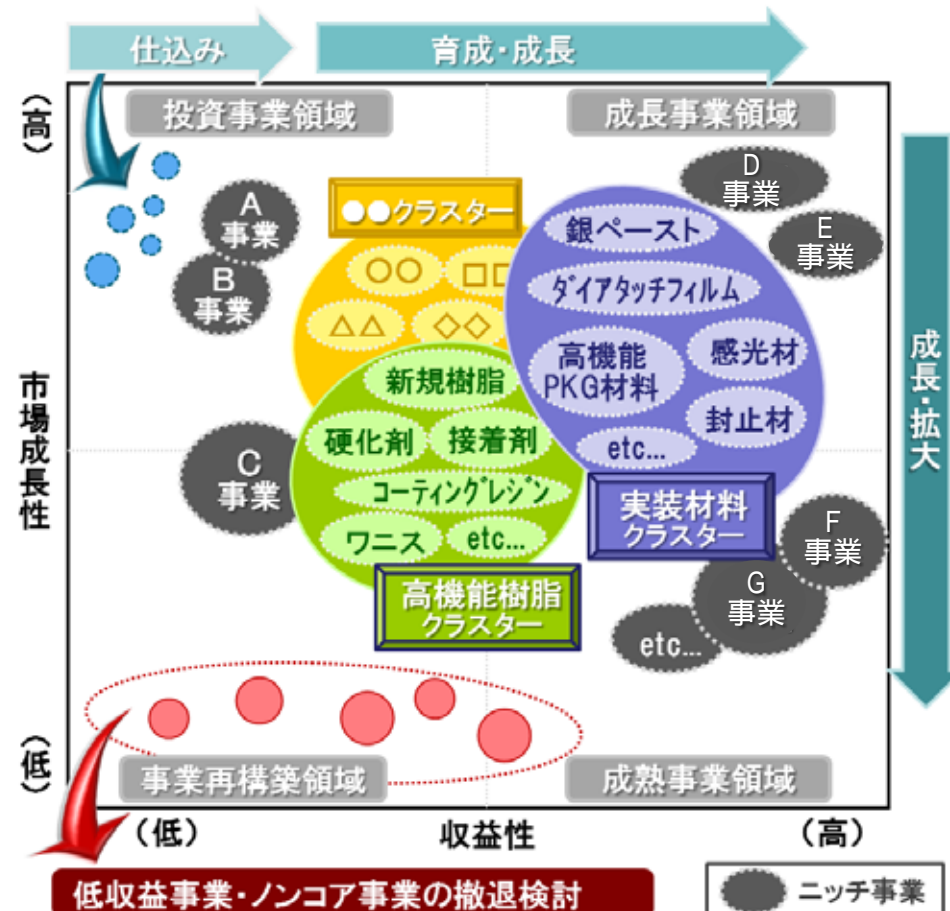 仕込み
育成・成長
(高)
投資事業領域
成長事業領域
A
事業
B
事業
●●クラスター
○○
□□
△△
◇◇
銀ペースト
ダイアタッチフィルム
高機能
PKG材料
感光材
封止材
etc...
D
事業
E
事業
市場成長性
成長・拡大
C
事業
新規樹脂
硬化剤
接着剤
コーティングレジン
ワニス
etc...
高機能樹脂
クラスター
実装材料
クラスター
F
事業
G
事業
etc...
(低)
事業再構築領域
成熟事業領域
(低)
収益性
(高)
低収益事業・ノンコア事業の撤退検討
ニッチ事業